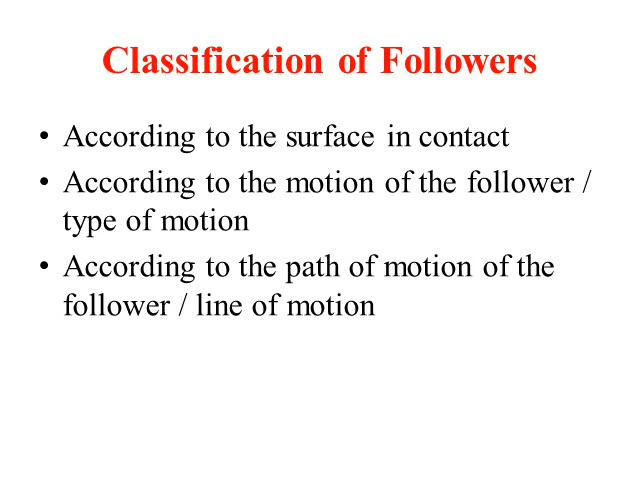 Classification of Followers
• According to the surface in contact
• According to the motion of the follower /
type of motion
• According to the path of motion of the
follower / line of motion